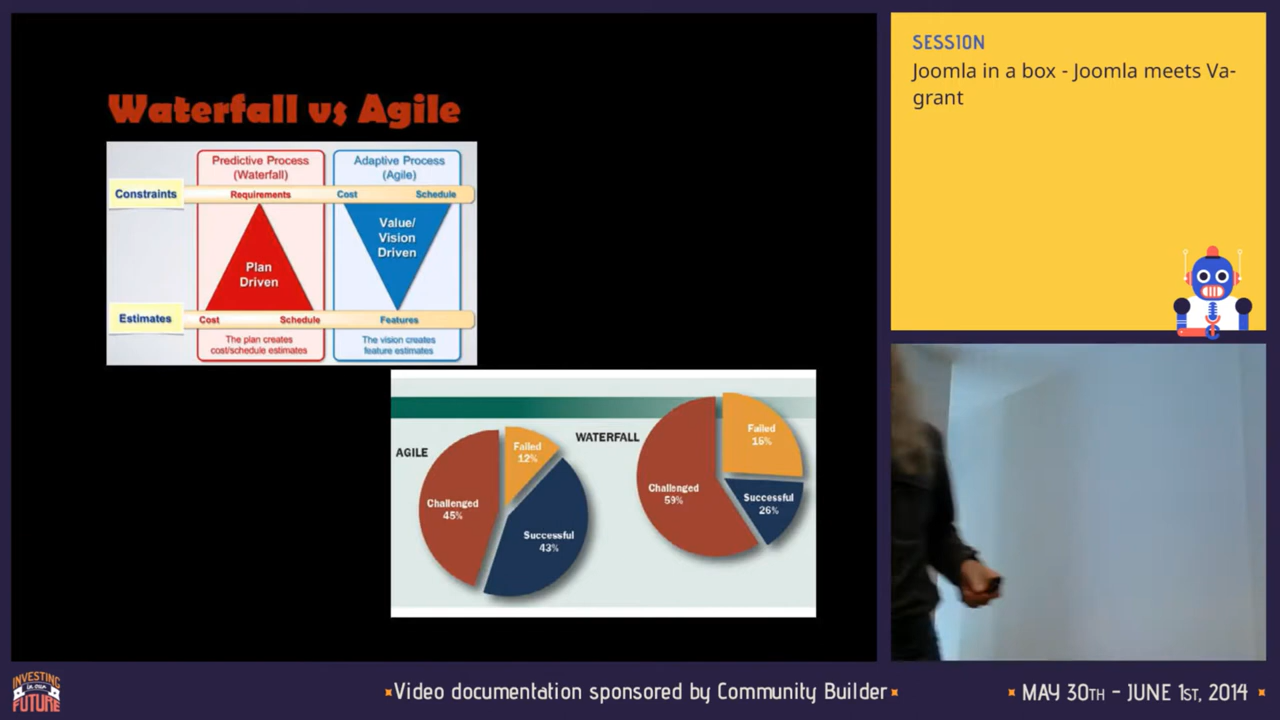 Waterfall vs Agile
Predictive Process
(Waterfall)
Adaptive Process
(Agile)
Constraints
Requirements
Cost
Schedule
Plan
Driven
Value/
Vision
Driven
Estimates
Cost
Schedule
Features
The plan creates
cost/schedule estimates
The vision creates
feature estimates
AGILE
Failed
12%
Challenged
45%
Successful
43%
WATERFALL
Failed
15%
Challenged
59%
Successful
26%
SESSION
Joomla in a box - Joomla meets Va-
grant
INVESTING
IN OUR
FUTURE
Video documentation sponsored by Community Builder
MAY 30TH - JUNE 1ST, 2014